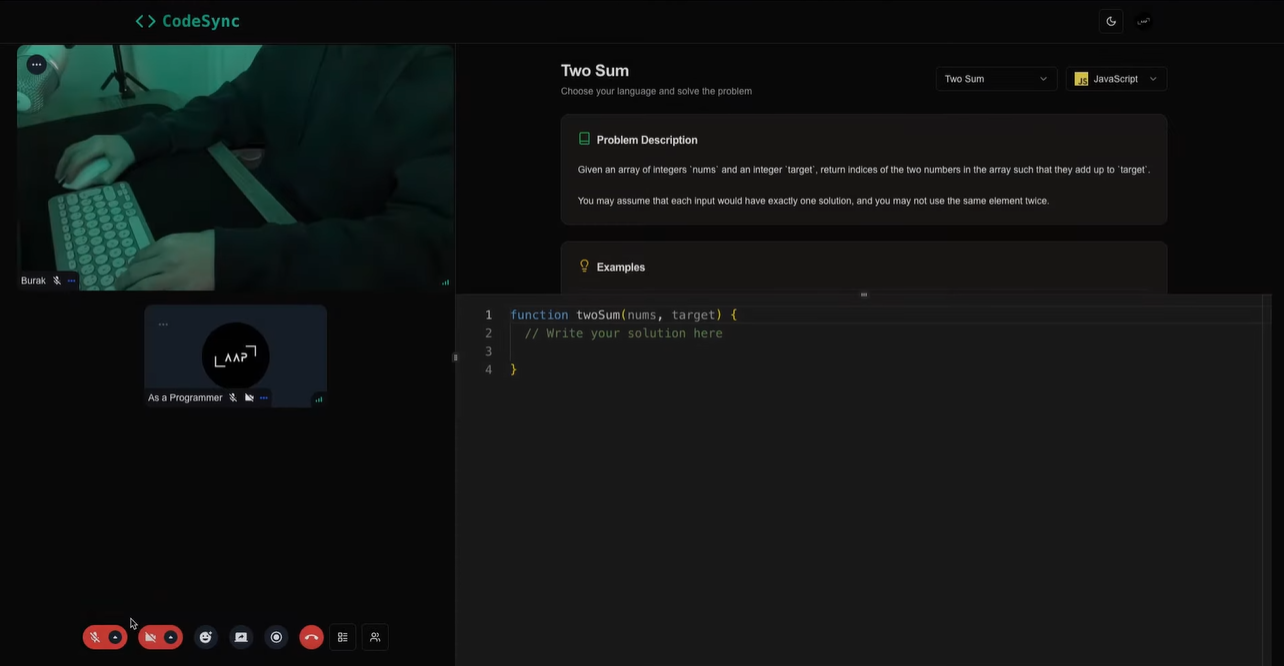 <> CodeSync
Burak
AAP
As a Programmer
Two Sum
Choose your language and solve the problem
Two Sum
JS JavaScript
Problem Description
Given an array of integers `nums` and an integer `target`, return indices of the two numbers in the array such that they add up to `target`.
You may assume that each input would have exactly one solution, and you may not use the same element twice.
Examples
1 function twoSum(nums, target) {
2 // Write your solution here
3
4 }